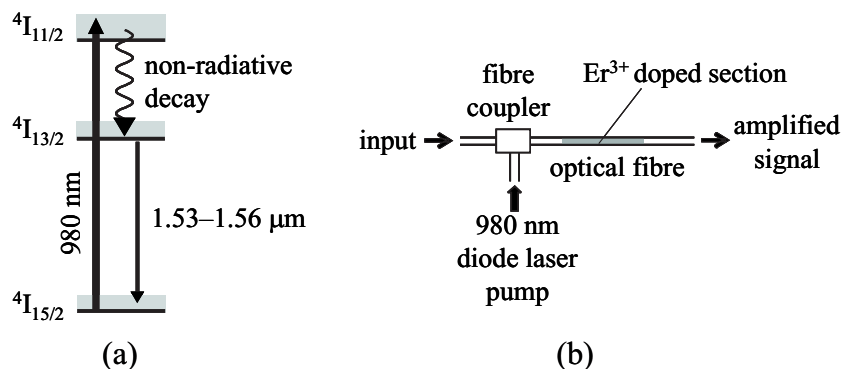 ⁴I₁₁/₂
non-radiative
decay
⁴I₁₃/₂
980 nm
1.53–1.56 μm
⁴I₁₅/₂
(a)
fibre
coupler
Er³⁺ doped section
input
amplified
signal
optical fibre
980 nm
diode laser
pump
(b)